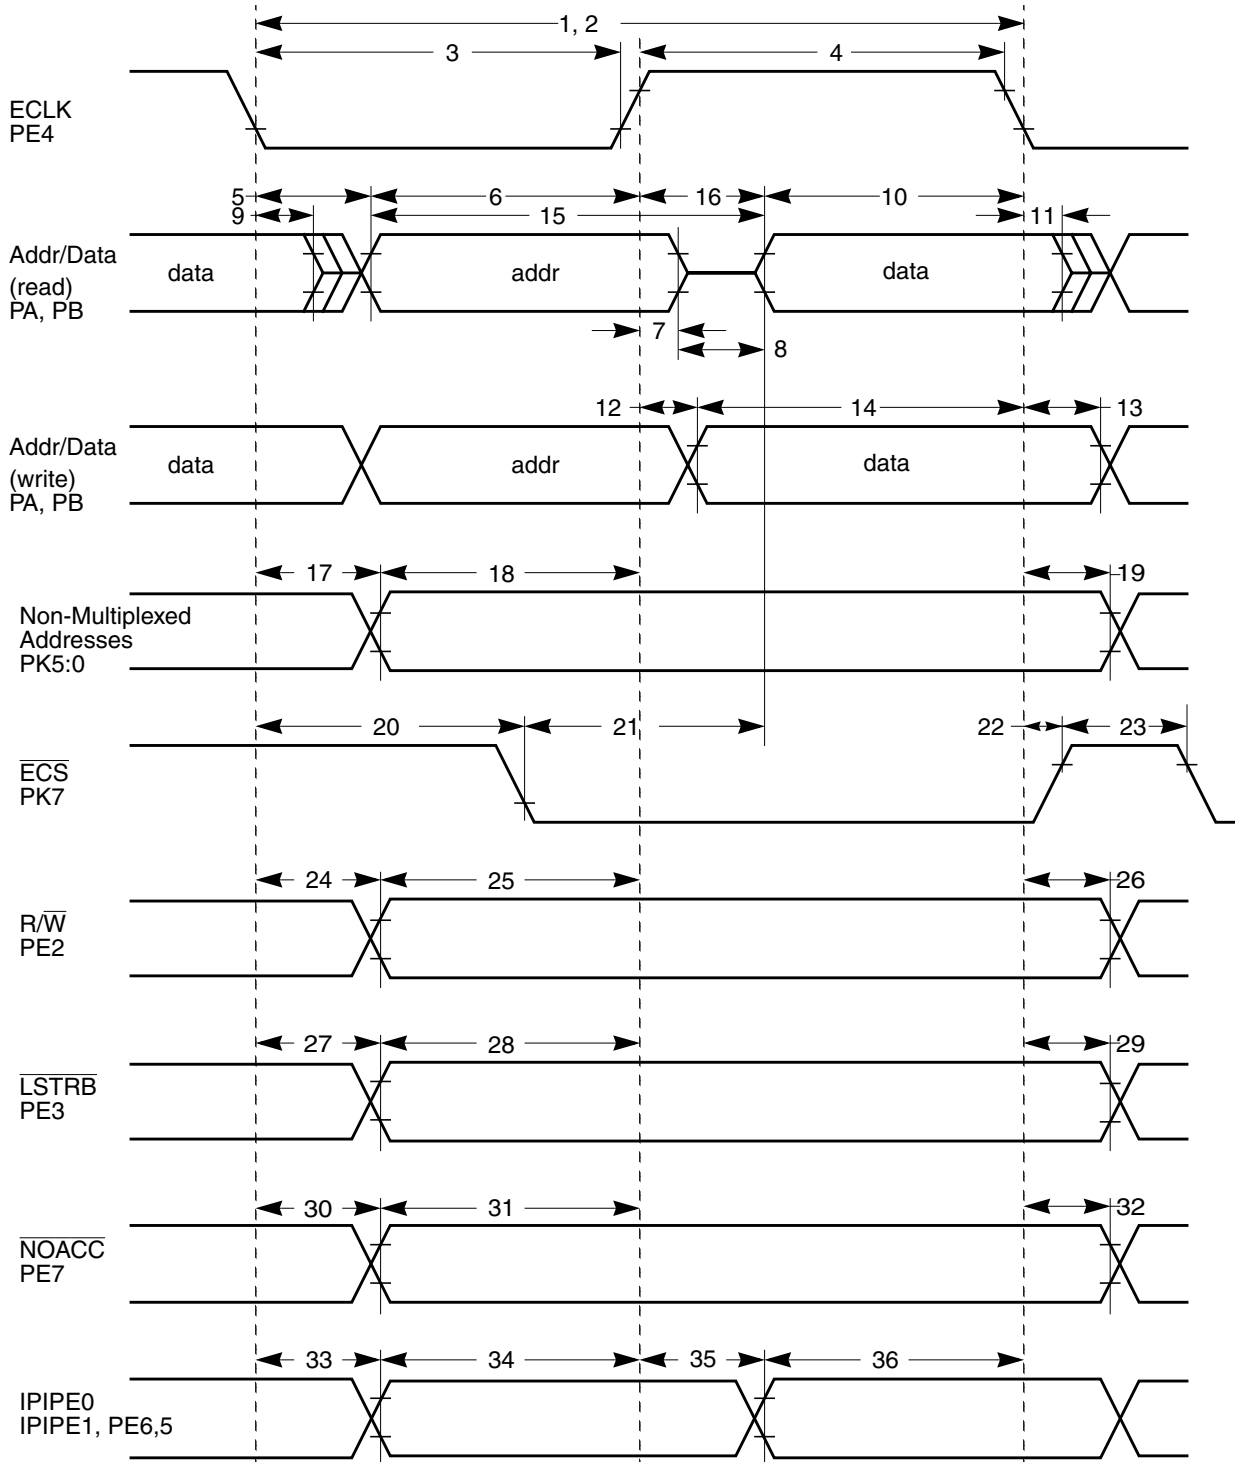 1, 2
3
4
ECLK
PE4
5
6
16
10
9
15
11
Addr/Data
(read)
PA, PB
data
addr
data
7
8
12
14
13
Addr/Data
(write)
PA, PB
data
addr
data
17
18
19
Non-Multiplexed
Addresses
PK5:0
20
21
22
23
ECS
PK7
24
25
26
R/W
PE2
27
28
29
LSTRB
PE3
30
31
32
NOACC
PE7
33
34
35
36
IPIPE0
IPIPE1, PE6,5